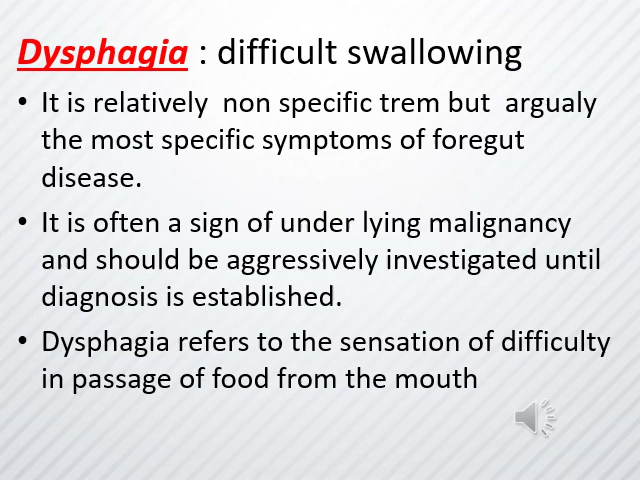 Dysphagia : difficult swallowing
• It is relatively  non specific trem but  argualy
the most specific symptoms of foregut
disease.
• It is often a sign of under lying malignancy
and should be aggressively investigated until
diagnosis is established.
• Dysphagia refers to the sensation of difficulty
in passage of food from the mouth